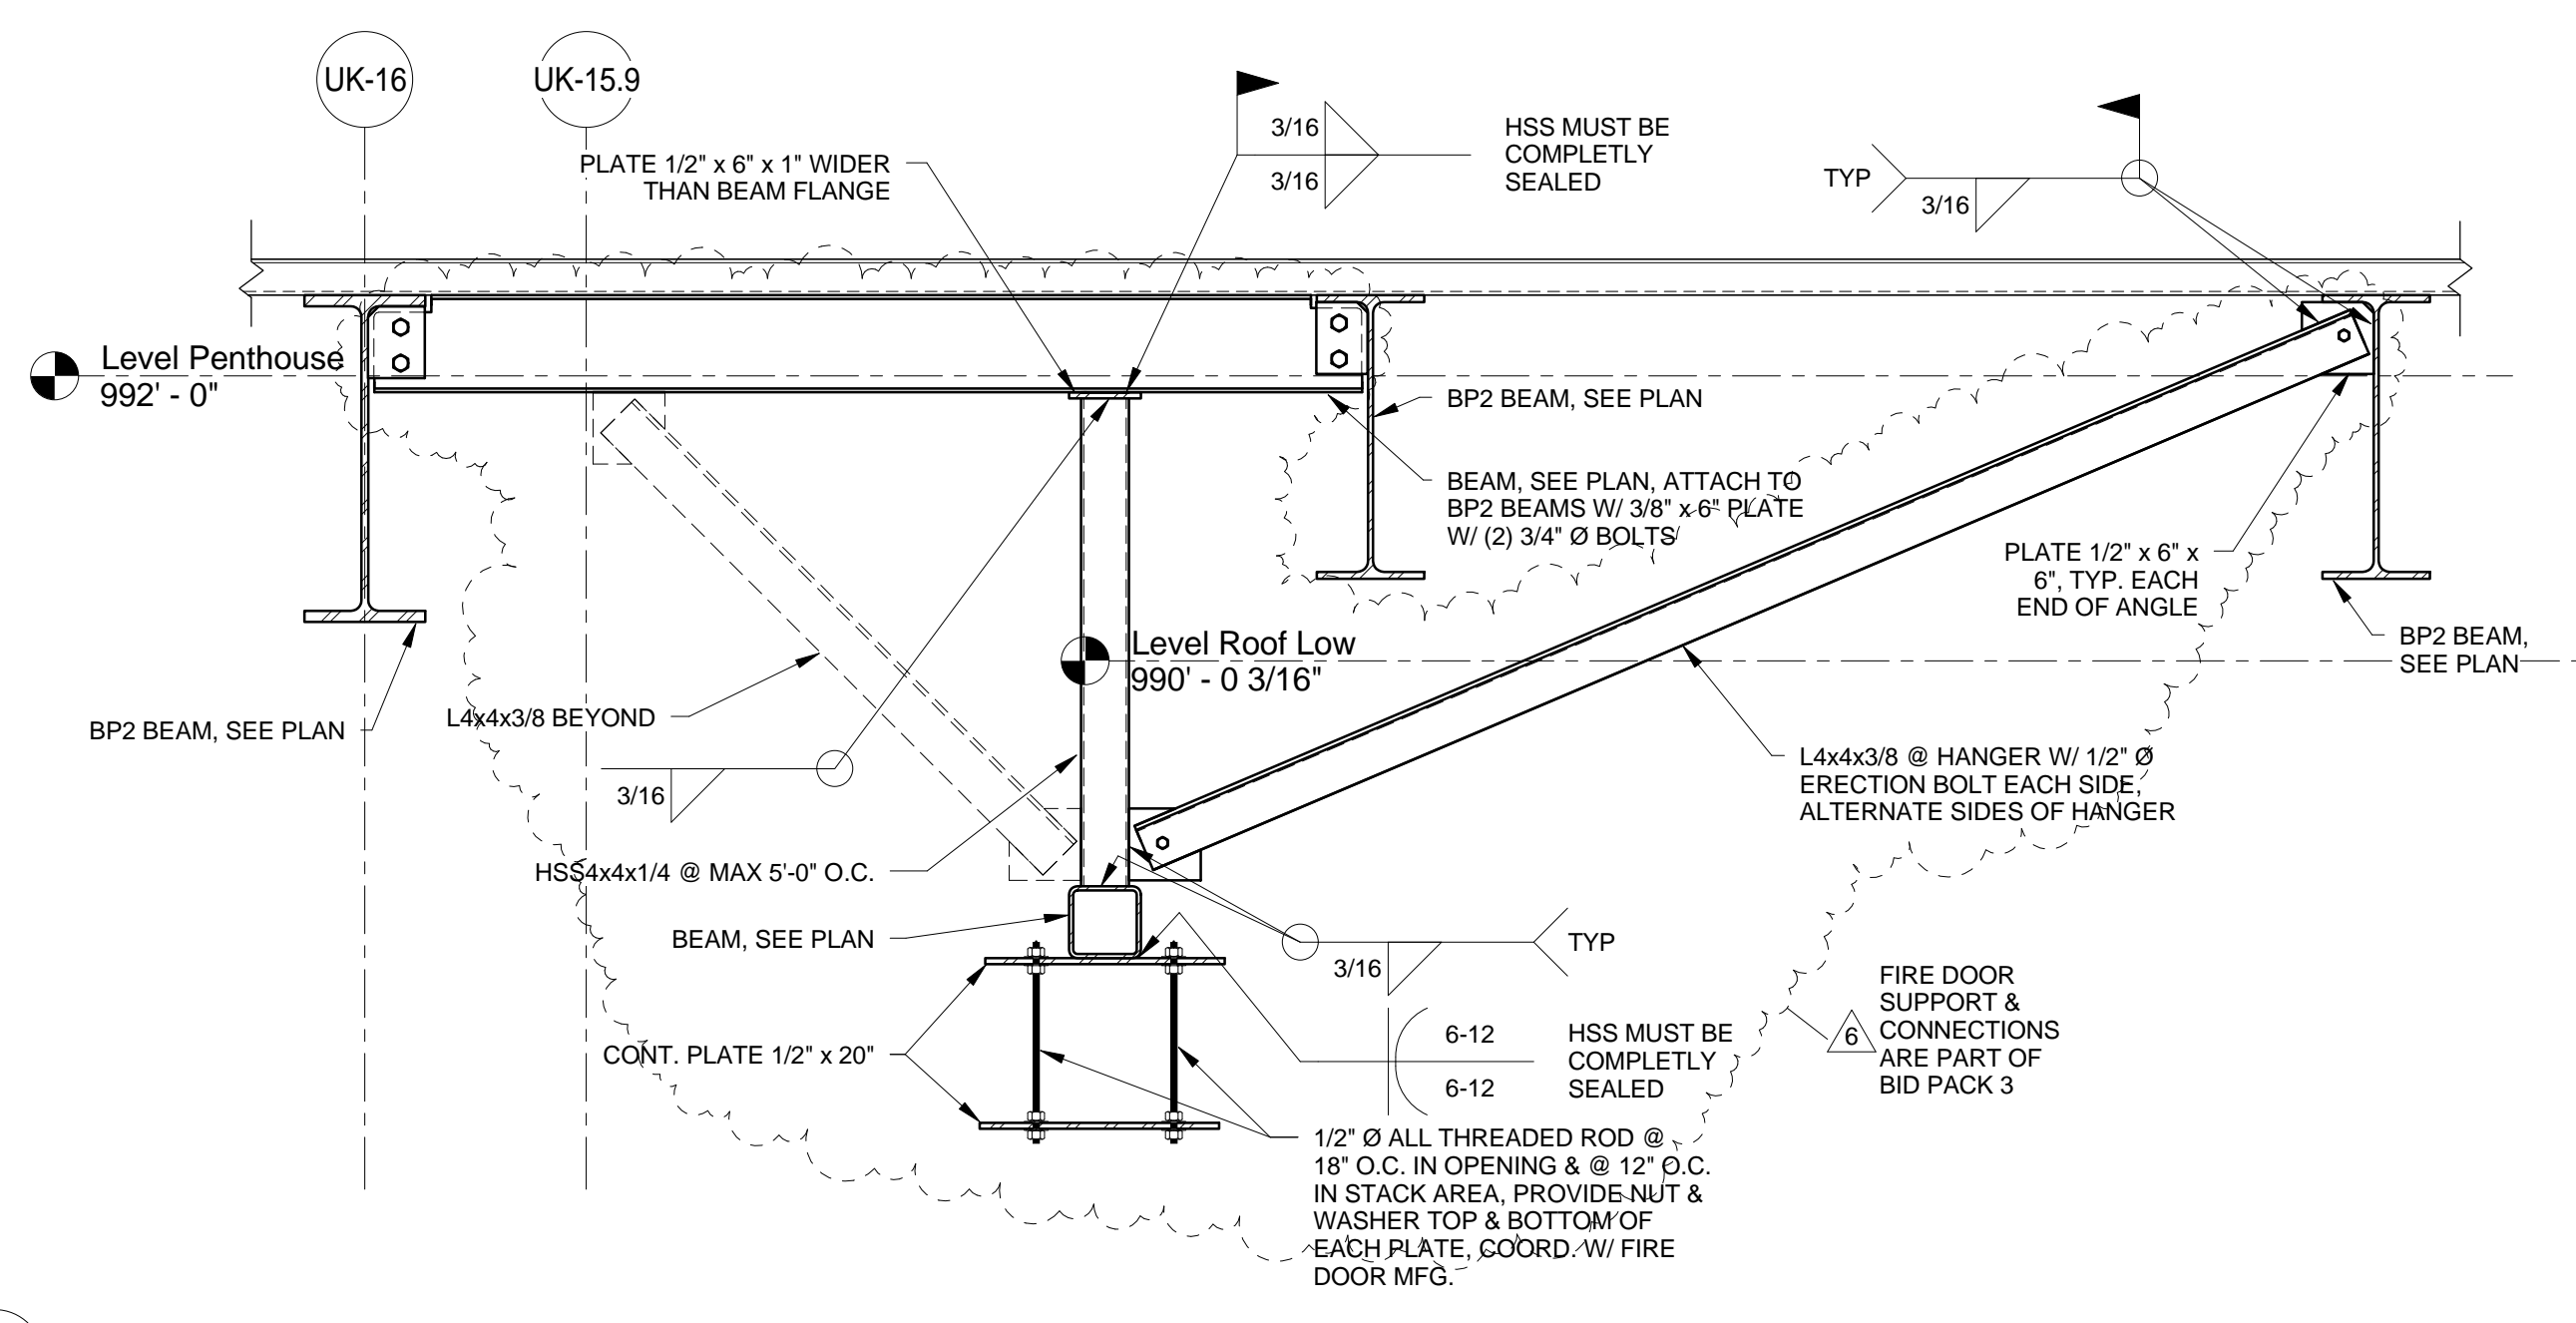 UK-16
UK-15.9
PLATE 1/2" x 6" x 1" WIDER
THAN BEAM FLANGE
3/16
3/16
HSS MUST BE
COMPLETLY
SEALED
TYP
3/16
Level Penthouse
992' - 0"
BP2 BEAM, SEE PLAN
BEAM, SEE PLAN, ATTACH TO
BP2 BEAMS W/ 3/8" x 6" PLATE
W/ (2) 3/4" Ø BOLTS
PLATE 1/2" x 6" x
6", TYP. EACH
END OF ANGLE
BP2 BEAM,
SEE PLAN
Level Roof Low
990' - 0 3/16"
BP2 BEAM, SEE PLAN
L4x4x3/8 BEYOND
3/16
L4x4x3/8 @ HANGER W/ 1/2" Ø
ERECTION BOLT EACH SIDE,
ALTERNATE SIDES OF HANGER
HSS4x4x1/4 @ MAX 5'-0" O.C.
BEAM, SEE PLAN
3/16
TYP
CONT. PLATE 1/2" x 20"
6-12
6-12
HSS MUST BE
COMPLETLY
SEALED
6
FIRE DOOR
SUPPORT &
CONNECTIONS
ARE PART OF
BID PACK 3
1/2" Ø ALL THREADED ROD @
18" O.C. IN OPENING & @ 12" O.C.
IN STACK AREA, PROVIDE NUT &
WASHER TOP & BOTTOM OF
EACH PLATE, COORD. W/ FIRE
DOOR MFG.